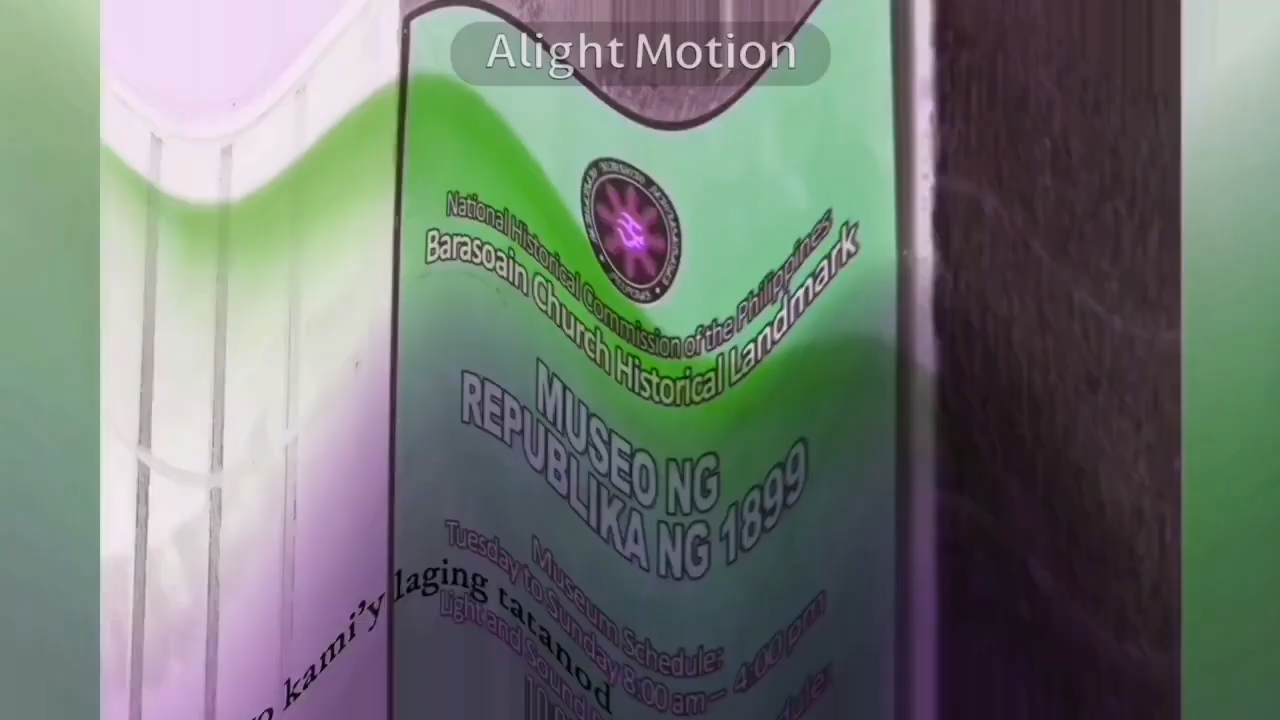 Alight Motion
National Historical Commission of the Philippines
Barasoain Church Historical Landmark
MUSEO NG
REPUBLIKA NG 1899
Museum Schedule:
Tuesday to Sunday 8:00 am – 4:00 pm
Light and Sound
kami’y laging tatanod